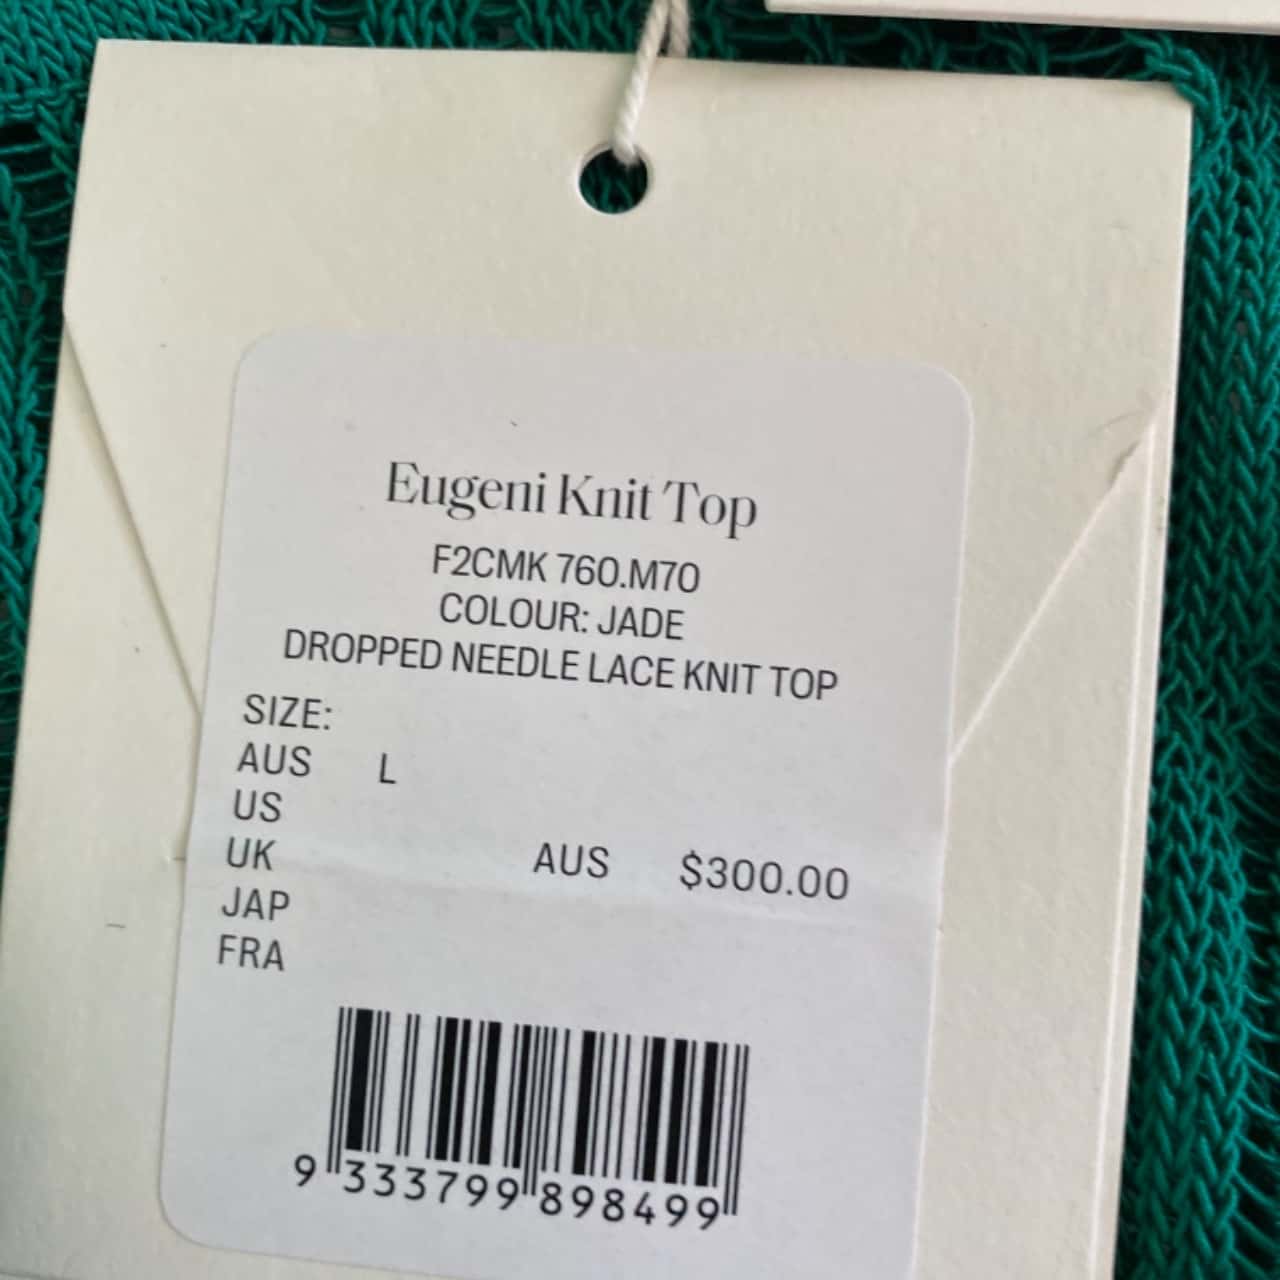 Eugeni Knit Top
F2CMK 760.M70
COLOUR: JADE
DROPPED NEEDLE LACE KNIT TOP
SIZE:
AUS L
US
UK AUS $300.00
JAP
FRA
9 333799 898499